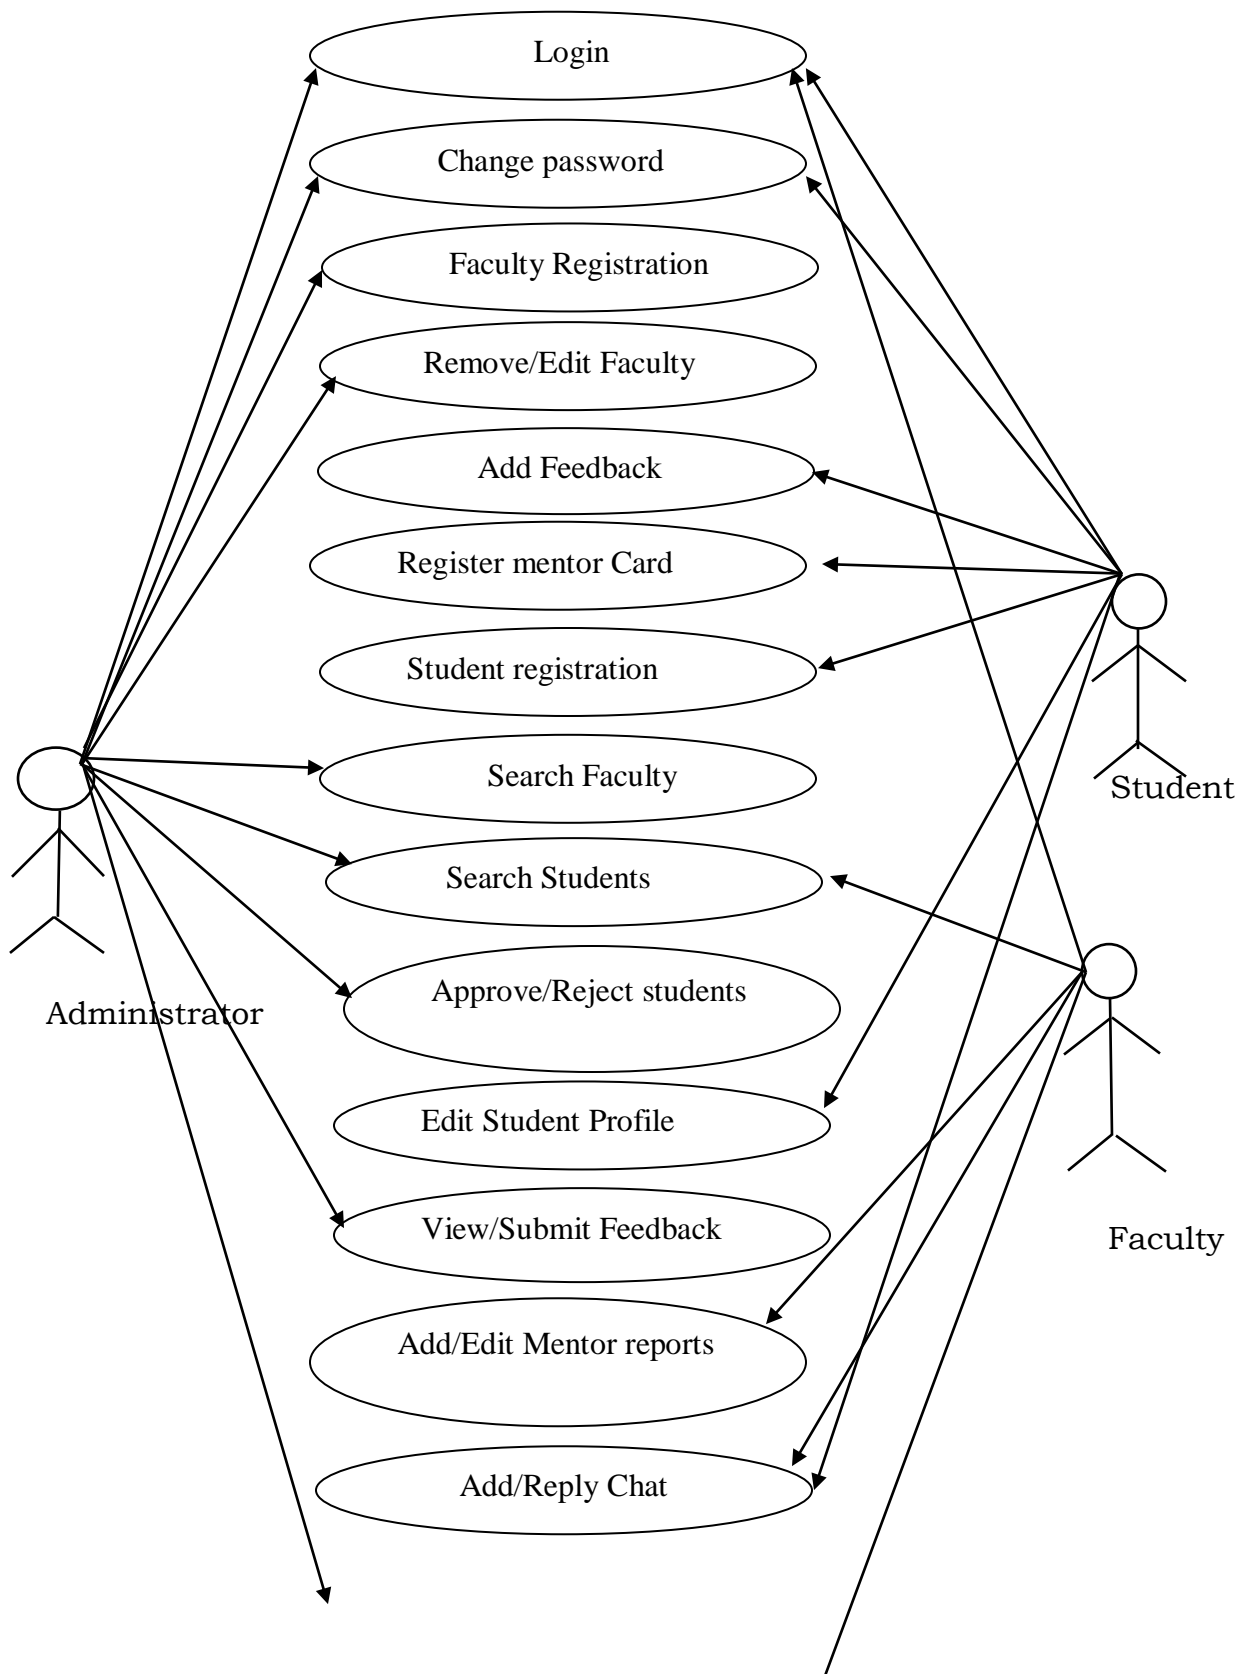 Login
Change password
Faculty Registration
Remove/Edit Faculty
Add Feedback
Register mentor Card
Student registration
Search Faculty
Student
Search Students
Approve/Reject students
Administrator
Edit Student Profile
View/Submit Feedback
Faculty
Add/Edit Mentor reports
Add/Reply Chat